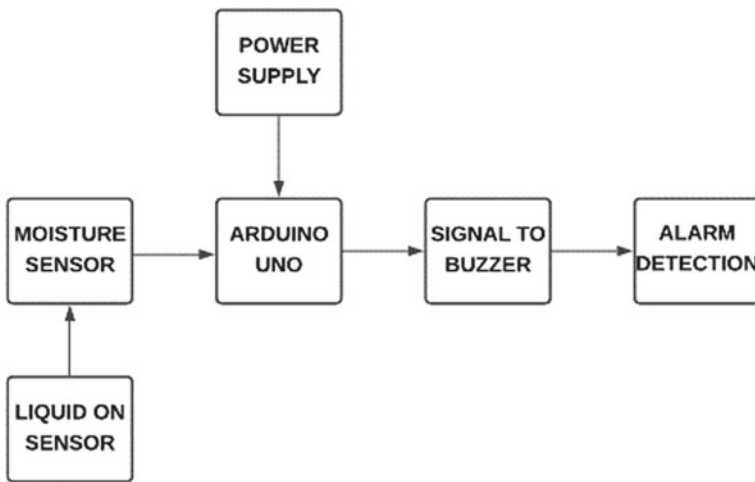 POWER
SUPPLY
MOISTURE
SENSOR
ARDUINO
UNO
SIGNAL TO
BUZZER
ALARM
DETECTION
LIQUID ON
SENSOR